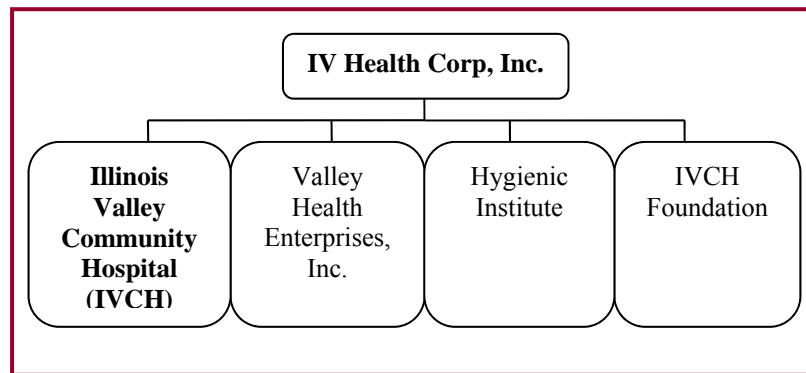 IV Health Corp, Inc.
Illinois
Valley
Community
Hospital
(IVCH)
Valley
Health
Enterprises,
Inc.
Hygienic
Institute
IVCH
Foundation